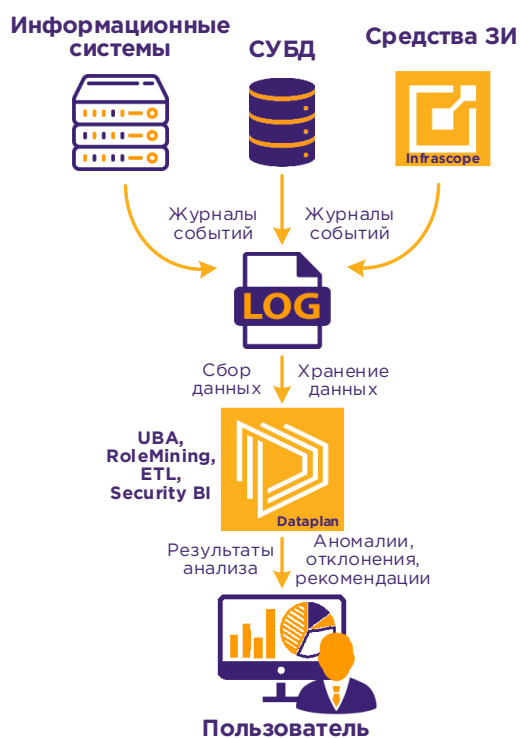 Информационные
системы
СУБД
Средства ЗИ
Infrascope
Журналы
событий
Журналы
событий
LOG
Сбор
данных
Хранение
данных
UBA,
RoleMining,
ETL,
Security BI
Dataplan
Результаты
анализа
Аномалии,
отклонения,
рекомендации
Пользователь